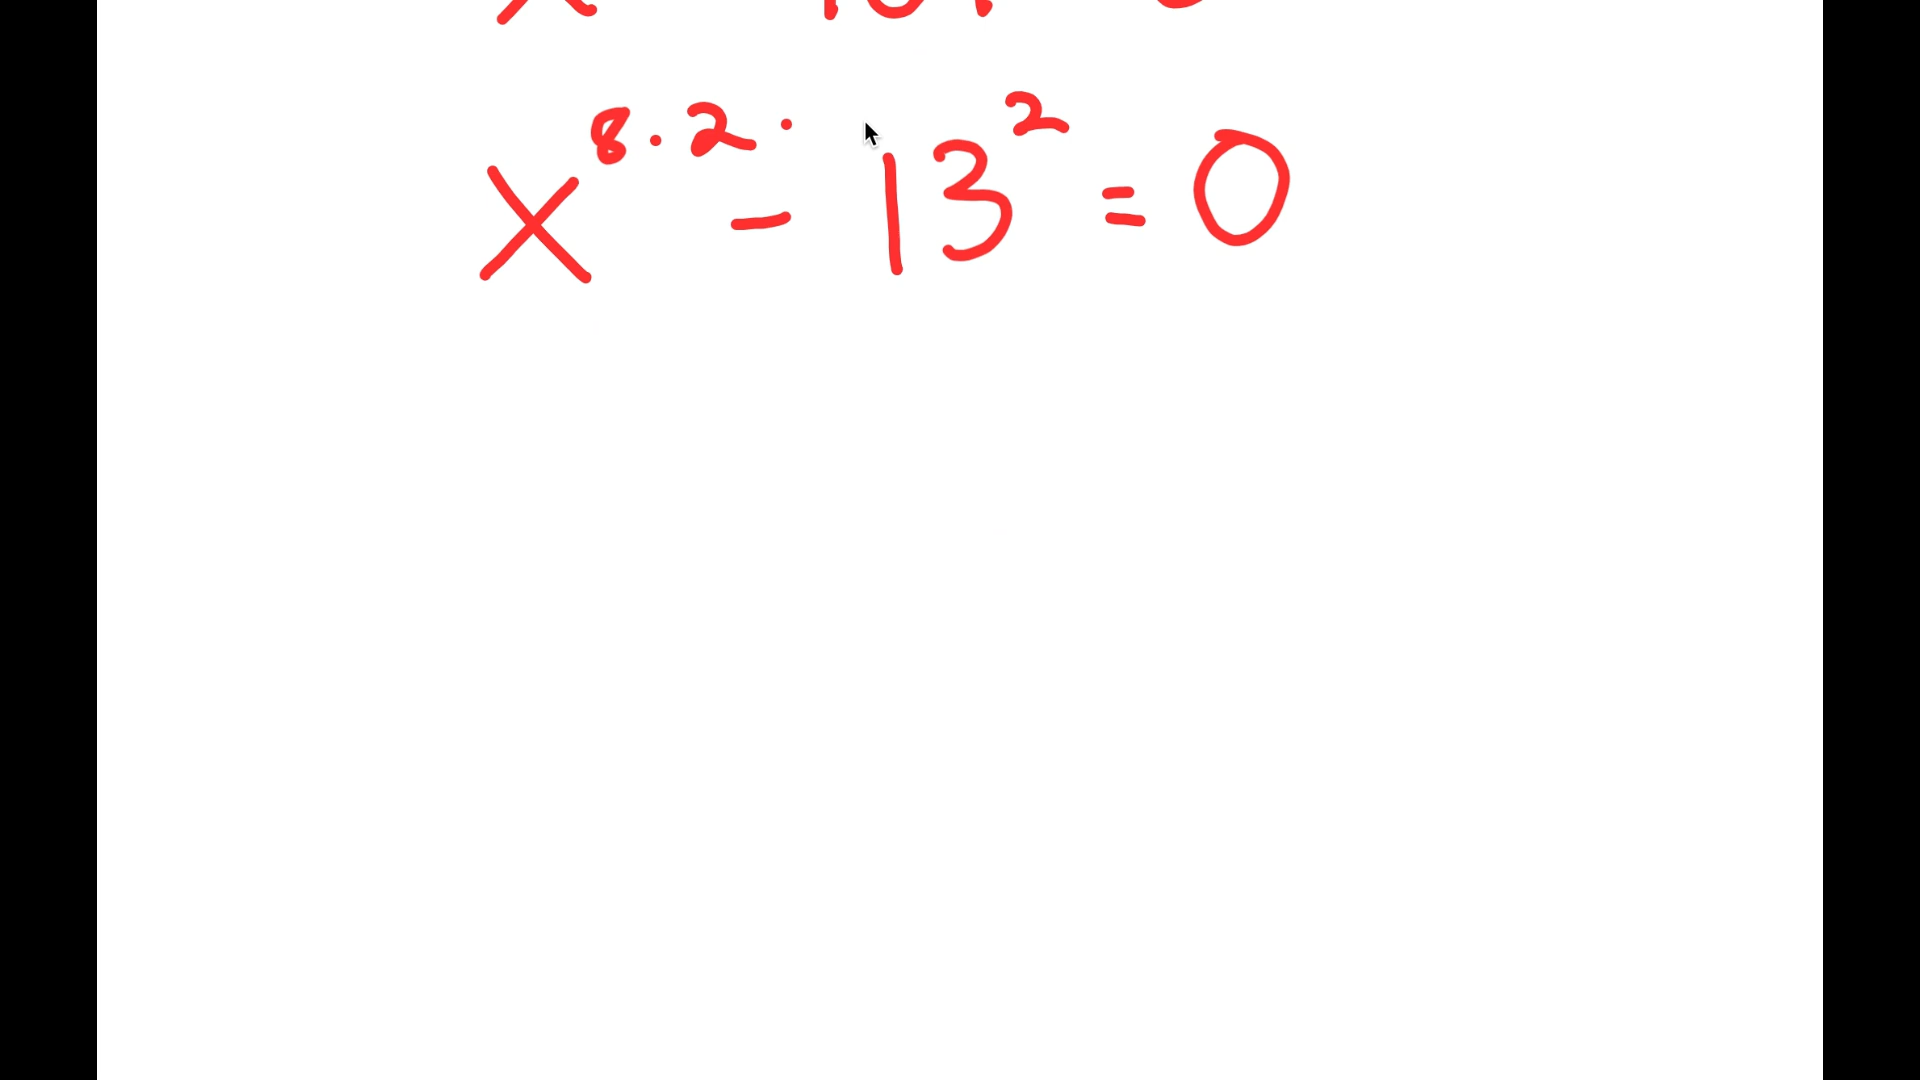 x^{8 · 2 ·} - 13^2 = 0